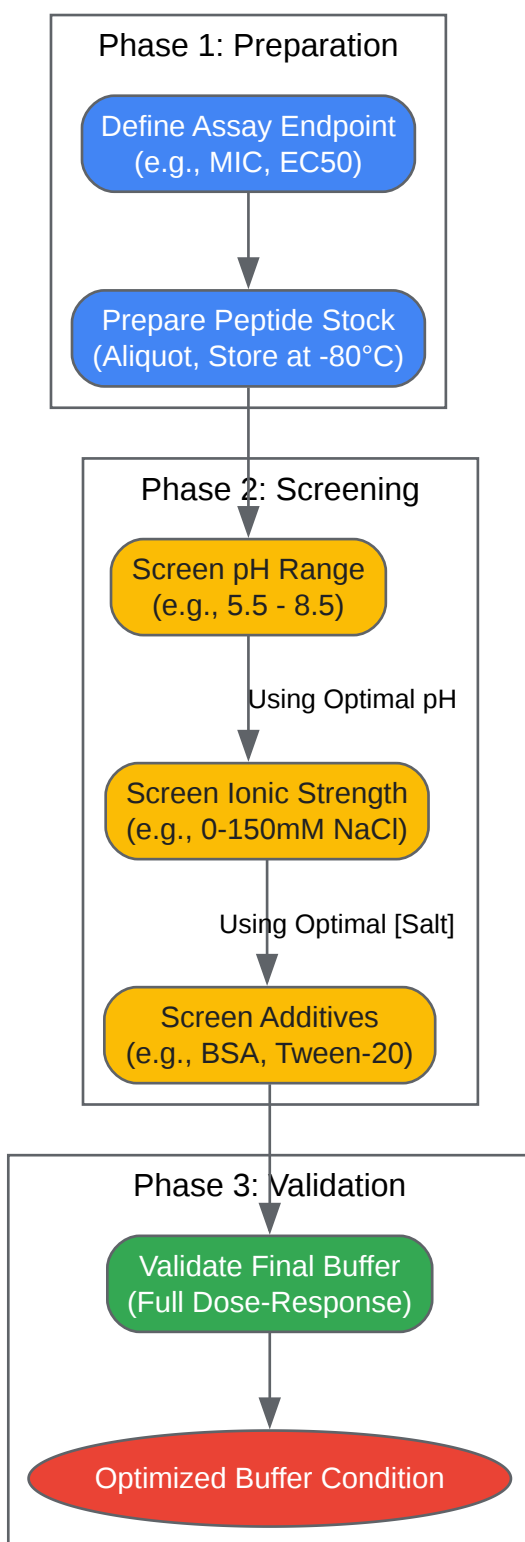 Phase 1: Preparation
Define Assay Endpoint
(e.g., MIC, EC50)
Prepare Peptide Stock
(Aliquot, Store at -80°C)
Phase 2: Screening
Screen pH Range
(e.g., 5.5 - 8.5)
Using Optimal pH
Screen Ionic Strength
(e.g., 0-150mM NaCl)
Using Optimal [Salt]
Screen Additives
(e.g., BSA, Tween-20)
Phase 3: Validation
Validate Final Buffer
(Full Dose-Response)
Optimized Buffer Condition